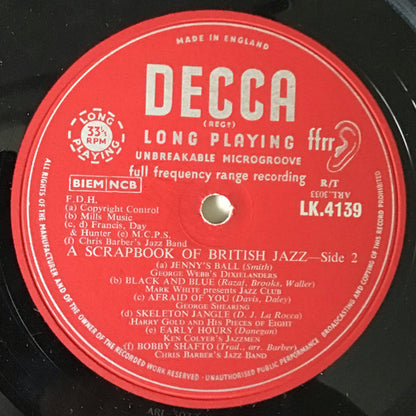 MADE IN ENGLAND
DECCA
(REGD)
LONG PLAYING
ffrr
UNBREAKABLE MICROGROOVE
full frequency range recording
LONG PLAYING
33⅓ RPM
BIEM NCB
T/R
ARL.3033
LK.4139
F.D.H.
(a) Copyright Control
(b) Mills Music
(c, d) Francis, Day
& Hunter (e) M.C.P.S.
(f) Chris Barber's Jazz Band
A SCRAPBOOK OF BRITISH JAZZ—Side 2
(a) JENNY'S BALL (Smith)
GEORGE WEBB'S DIXIELANDERS
(b) BLACK AND BLUE (Razaf, Brooks, Waller)
MARK WHITE presents JAZZ CLUB
(c) AFRAID OF YOU (Davis, Daley)
GEORGE SHEARING
(d) SKELETON JANGLE (D. J. La Rocca)
HARRY GOLD AND HIS PIECES OF EIGHT
(e) EARLY HOURS (Donegan)
KEN COLYER'S JAZZMEN
(f) BOBBY SHAFTO (Trad., arr. Barber)
CHRIS BARBER'S JAZZ BAND
ALL RIGHTS OF THE MANUFACTURER AND OF THE OWNER OF THE RECORDED WORK RESERVED · UNAUTHORISED PUBLIC PERFORMANCE, BROADCASTING AND COPYING OF THIS RECORD PROHIBITED